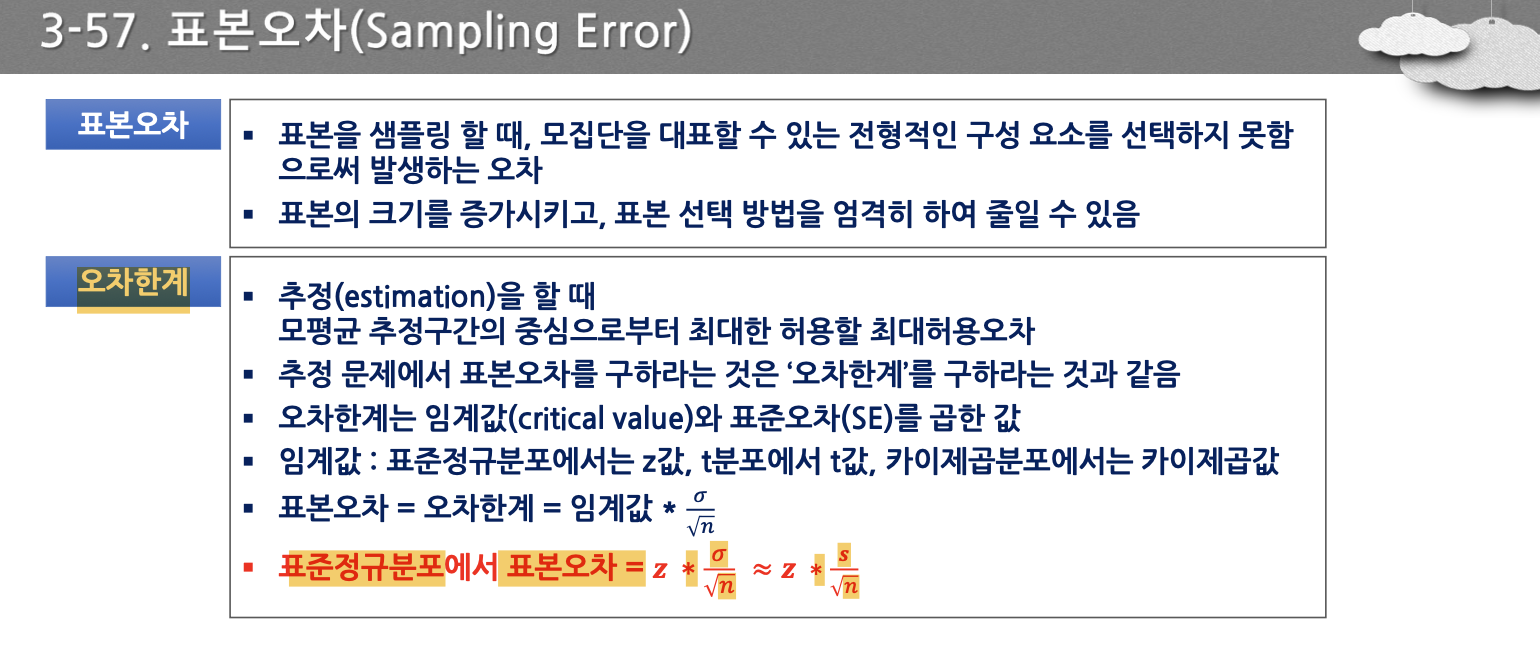 3-57. 표본오차(Sampling Error)
표본오차
▪ 표본을 샘플링 할 때, 모집단을 대표할 수 있는 전형적인 구성 요소를 선택하지 못함
으로써 발생하는 오차
▪ 표본의 크기를 증가시키고, 표본 선택 방법을 엄격히 하여 줄일 수 있음
오차한계
▪ 추정(estimation)을 할 때
모평균 추정구간의 중심으로부터 최대한 허용할 최대허용오차
▪ 추정 문제에서 표본오차를 구하라는 것은 ‘오차한계’를 구하라는 것과 같음
▪ 오차한계는 임계값(critical value)와 표준오차(SE)를 곱한 값
▪ 임계값 : 표준정규분포에서는 z값, t분포에서 t값, 카이제곱분포에서는 카이제곱값
▪ 표본오차 = 오차한계 = 임계값 * σ/√n
▪ 표준정규분포에서 표본오차 = z * σ/√n ≈ z * s/√n